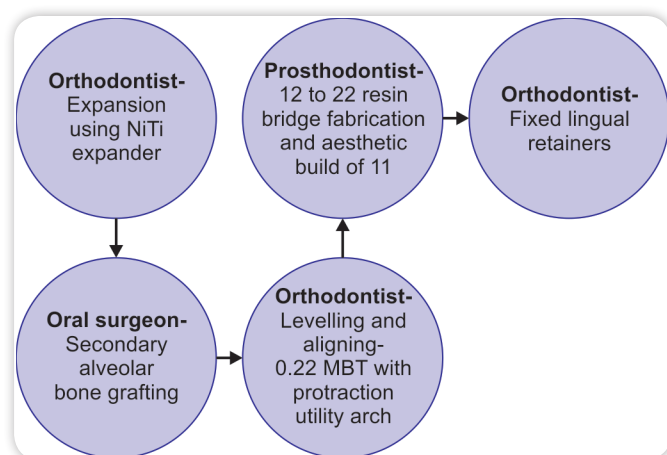 Orthodontist-
Expansion
using NiTi
expander
Oral surgeon-
Secondary
alveolar
bone grafting
Orthodontist-
Levelling and
aligning-
0.22 MBT with
protraction
utility arch
Prosthodontist-
12 to 22 resin
bridge fabrication
and aesthetic
build of 11
Orthodontist-
Fixed lingual
retainers